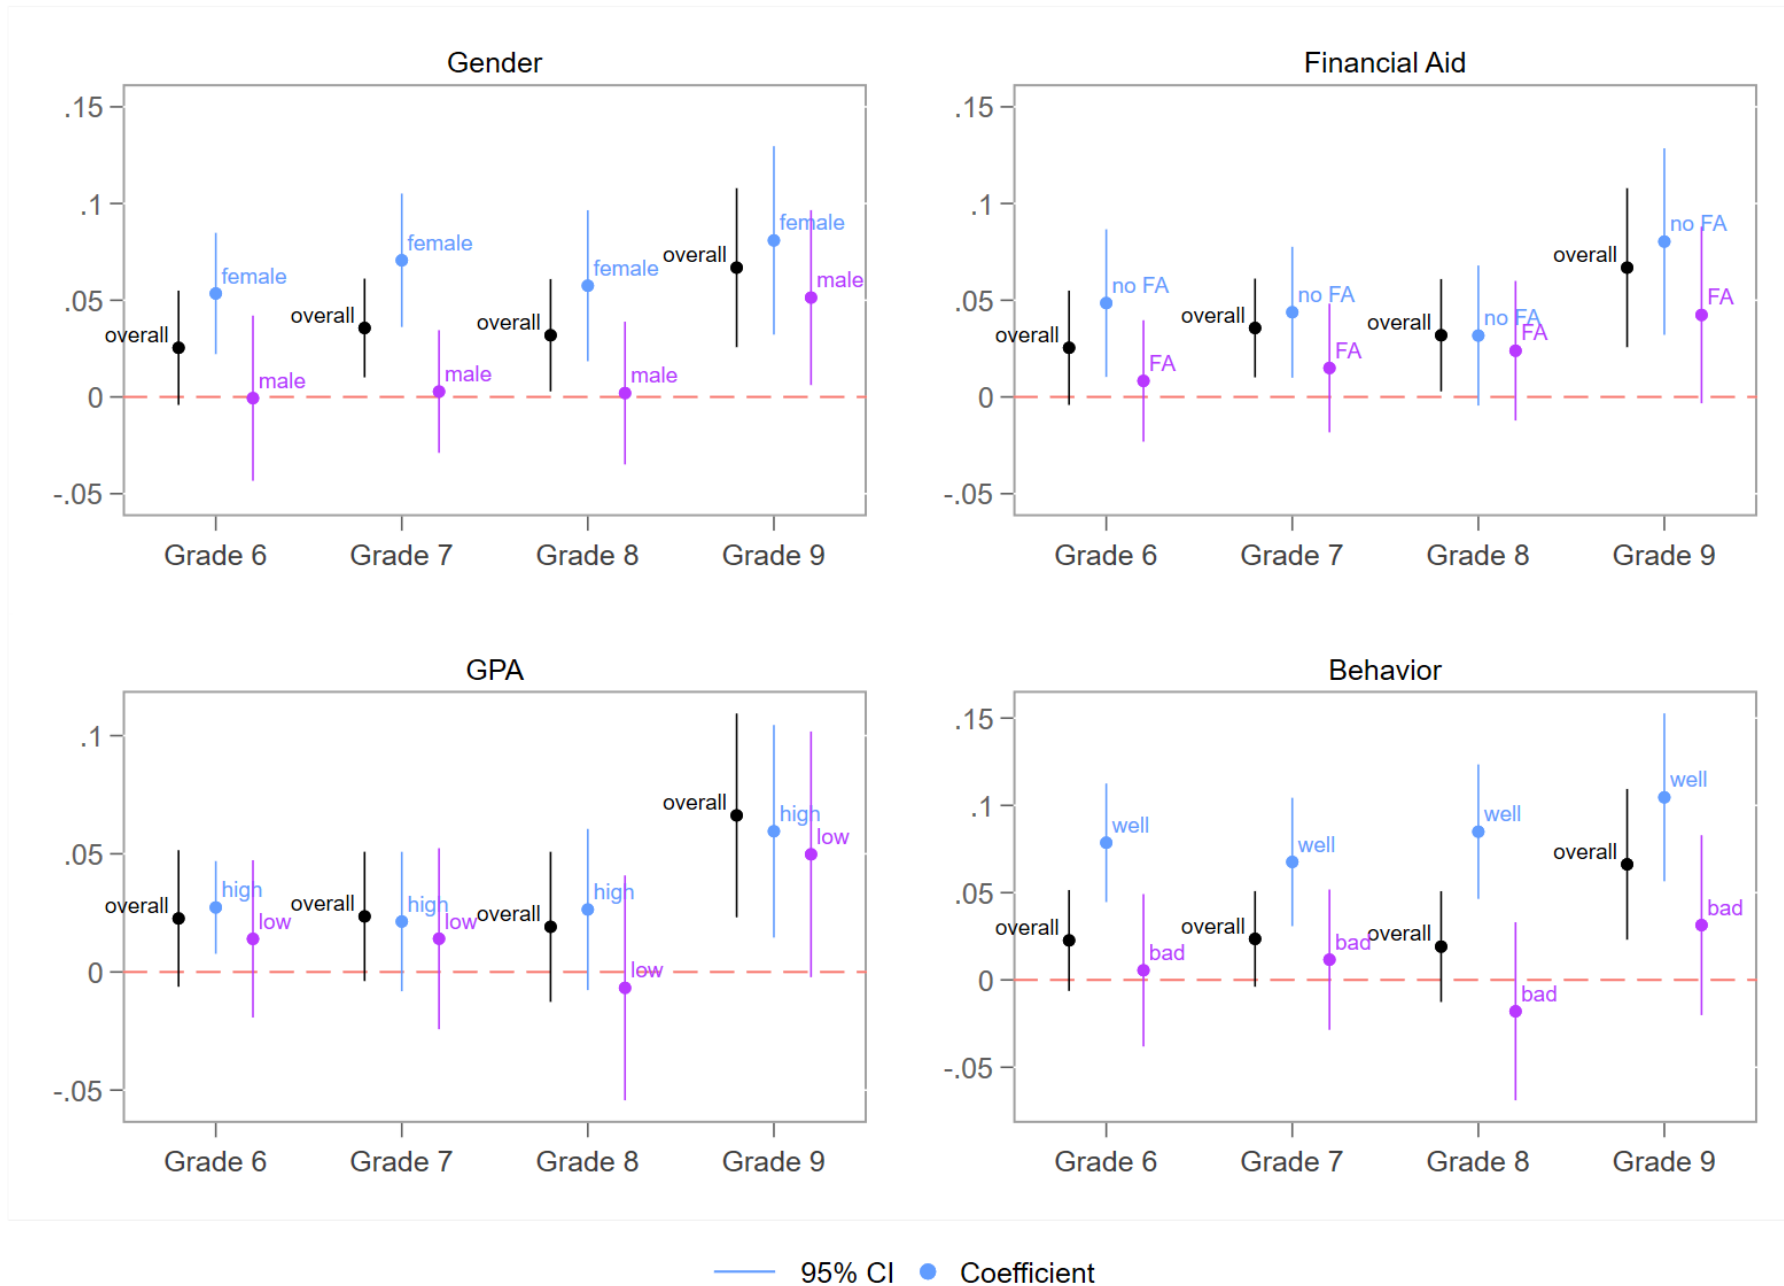 Gender
.15
.1
.05
0
-.05
overall
female
male
overall
female
male
overall
female
male
overall
female
male
Grade 6 Grade 7 Grade 8 Grade 9
Financial Aid
.15
.1
.05
0
-.05
overall
no FA
FA
overall
no FA
FA
overall
no FA
FA
overall
no FA
FA
Grade 6 Grade 7 Grade 8 Grade 9
GPA
.1
.05
0
-.05
overall
high
low
overall
high
low
overall
high
low
overall
high
low
Grade 6 Grade 7 Grade 8 Grade 9
Behavior
.15
.1
.05
0
-.05
overall
well
bad
overall
well
bad
overall
well
bad
overall
well
bad
Grade 6 Grade 7 Grade 8 Grade 9
95% CI Coefficient